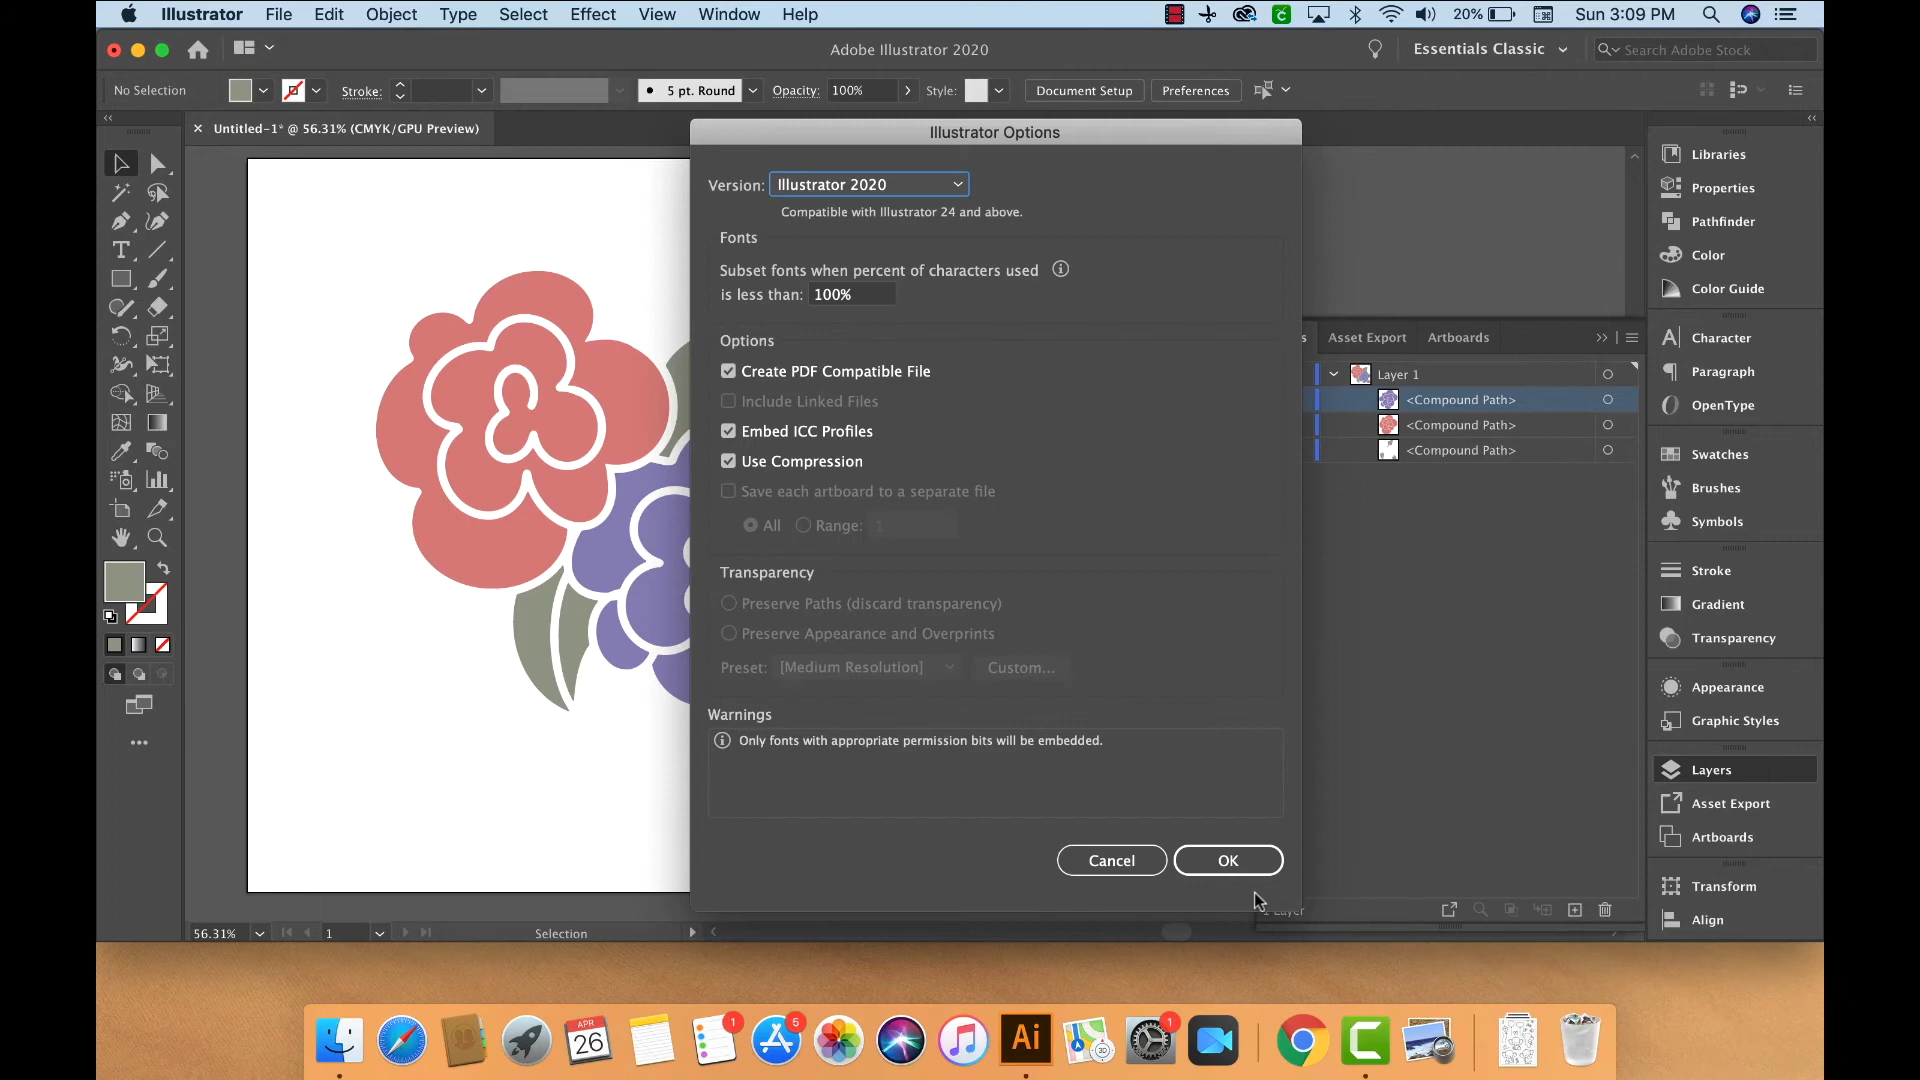 Illustrator File Edit Object Type Select Effect View Window Help 20% Sun 3:09 PM
Adobe Illustrator 2020 Essentials Classic Search Adobe Stock
No Selection Stroke: 5 pt. Round Opacity: 100% Style: Document Setup Preferences
Untitled-1* @ 56.31% (CMYK/GPU Preview)
Illustrator Options
Version: Illustrator 2020
Compatible with Illustrator 24 and above.
Fonts
Subset fonts when percent of characters used
is less than: 100%
Options
Create PDF Compatible File
Include Linked Files
Embed ICC Profiles
Use Compression
Save each artboard to a separate file
All Range: 1
Transparency
Preserve Paths (discard transparency)
Preserve Appearance and Overprints
Preset: [Medium Resolution] Custom...
Warnings
Only fonts with appropriate permission bits will be embedded.
Cancel OK
s Asset Export Artboards
Layer 1
<Compound Path>
<Compound Path>
<Compound Path>
Layer
Libraries
Properties
Pathfinder
Color
Color Guide
Character
Paragraph
OpenType
Swatches
Brushes
Symbols
Stroke
Gradient
Transparency
Appearance
Graphic Styles
Layers
Asset Export
Artboards
Transform
Align
56.31% 1 Selection
APR
26
1
5
Ai
3D
1